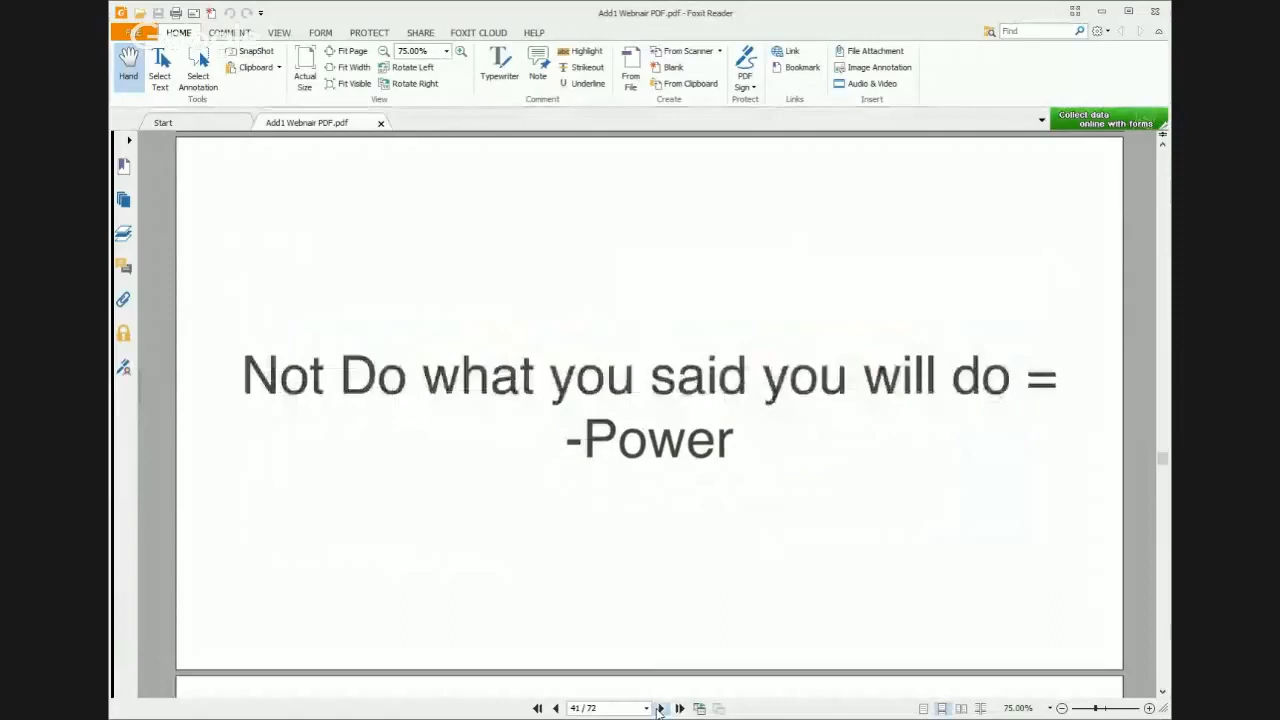 Add1 Webnair PDF.pdf - Foxit Reader
HOME COMMENT VIEW FORM PROTECT SHARE FOXIT CLOUD HELP
Find
Hand
Select Text
Select Annotation
SnapShot
Clipboard
Tools
Actual Size
Fit Page
Fit Width
Fit Visible
75.00%
Rotate Left
Rotate Right
View
Typewriter
Note
Highlight
Strikeout
Underline
Comment
From File
From Scanner
Blank
From Clipboard
Create
PDF Sign
Protect
Link
Bookmark
Links
File Attachment
Image Annotation
Audio & Video
Insert
Start
Add1 Webnair PDF.pdf
Collect data
online with forms
Not Do what you said you will do =
-Power
41 / 72
75.00%